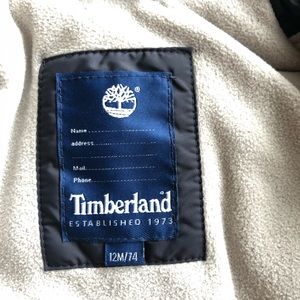 ®
Name..................
address..............
..........................
Mail....................
Phone.................
Timberland
ESTABLISHED 1973
12M/74